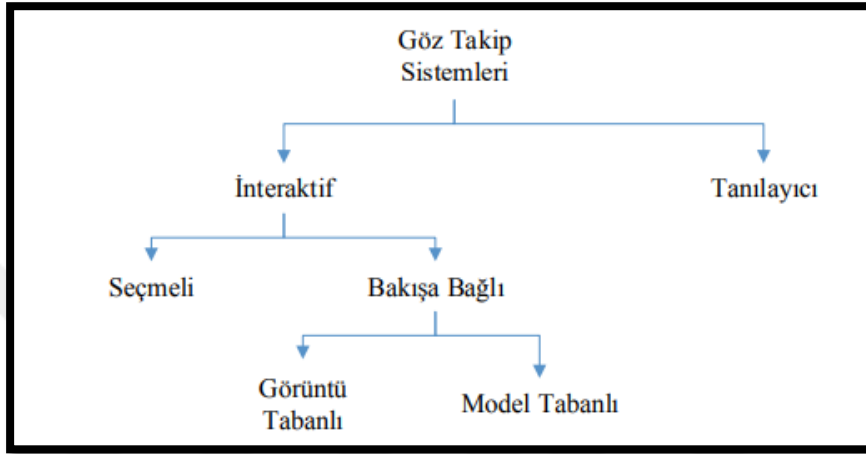 Göz Takip
Sistemleri
İnteraktif
Tanılayıcı
Seçmeli
Bakışa Bağlı
Görüntü
Tabanlı
Model Tabanlı